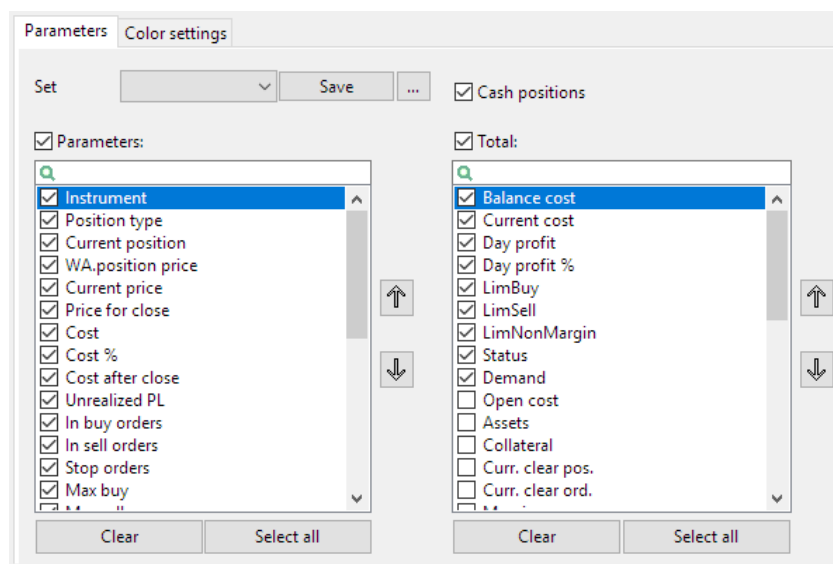 Parameters
Color settings
Set
Save
...
Cash positions
Parameters:
Total:
Instrument
Position type
Current position
WA.position price
Current price
Price for close
Cost
Cost %
Cost after close
Unrealized PL
In buy orders
In sell orders
Stop orders
Max buy
Balance cost
Current cost
Day profit
Day profit %
LimBuy
LimSell
LimNonMargin
Status
Demand
Open cost
Assets
Collateral
Curr. clear pos.
Curr. clear ord.
Clear
Select all
Clear
Select all